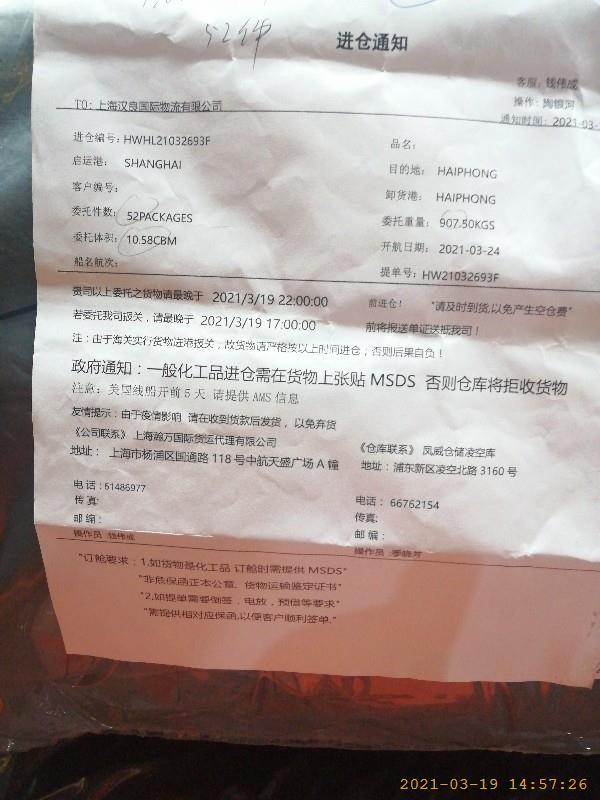 52件
进仓通知
客服：钱伟成
TO：上海汉良国际物流有限公司
操作：陶银河
通知时间：2021-03-
进仓编号：HWHL21032693F
品名：
启运港： SHANGHAI
目的地： HAIPHONG
客户编号：
卸货港： HAIPHONG
委托件数： 52PACKAGES
委托重量： 907.50KGS
委托体积： 10.58CBM
开航日期： 2021-03-24
船名航次：
提单号： HW21032693F
贵司以上委托之货物请最晚于 2021/3/19 22:00:00 前进仓！ "请及时到货,以免产生空仓费"
若委托我司报关，请最晚于 2021/3/19 17:00:00 前将报送单证送抵我司！
注：由于海关实行货物进港报关，故货物请严格按以上时间进仓；否则后果自负！
政府通知：一般化工品进仓需在货物上张贴 MSDS 否则仓库将拒收货物
注意：美国线船开前 5 天 请提供 AMS 信息
友情提示：由于疫情影响 请在收到货款后发货，以免弃货
《公司联系》上海瀚万国际货运代理有限公司
《仓库联系》 凤威仓储凌空库
地址： 上海市杨浦区国通路 118 号中航天盛广场 A 幢
地址：浦东新区凌空北路 3160 号
电话：61486977
电话： 66762154
传真：
传真:
邮编：
邮编：
操作员 钱伟成
操作员 季晓芳
"订舱要求：1,如货物是化工品 订舱时需提供 MSDS"
"非危保函正本公章、货物运输鉴定证书"
"2,如提单需要倒签，电放，预借等要求"
"需提供相对应保函,以便客户顺利签单."
2021-03-19 14:57:26